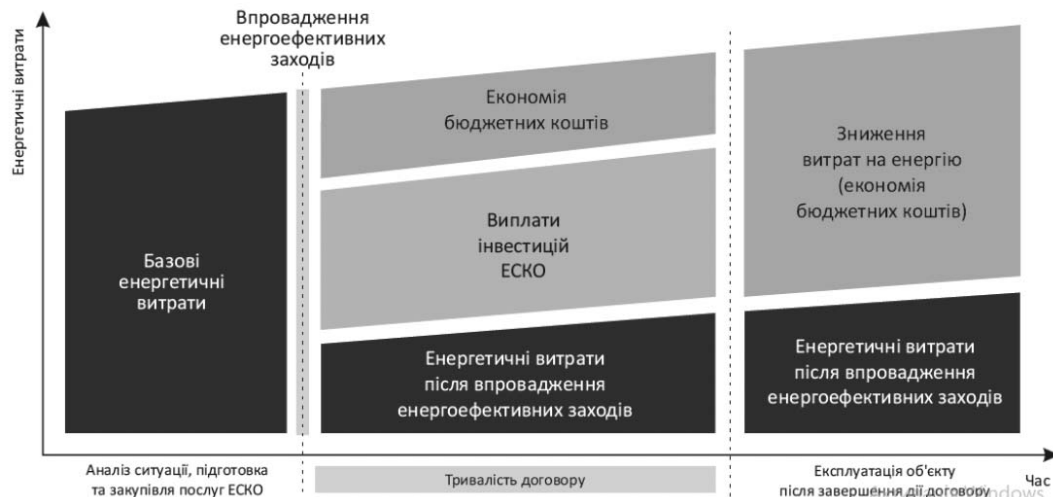 Впровадження
енергоефективних
заходів
Енергетичні витрати
Базові
енергетичні
витрати
Економія
бюджетних коштів
Виплати
інвестицій
ЕСКО
Енергетичні витрати
після впровадження
енергоефективних заходів
Зниження
витрат на енергію
(економія
бюджетних коштів)
Енергетичні витрати
після впровадження
енергоефективних заходів
Аналіз ситуації, підготовка
та закупівля послуг ЕСКО
Тривалість договору
Експлуатація об'єкту
після завершення дії договору
Час
Windows